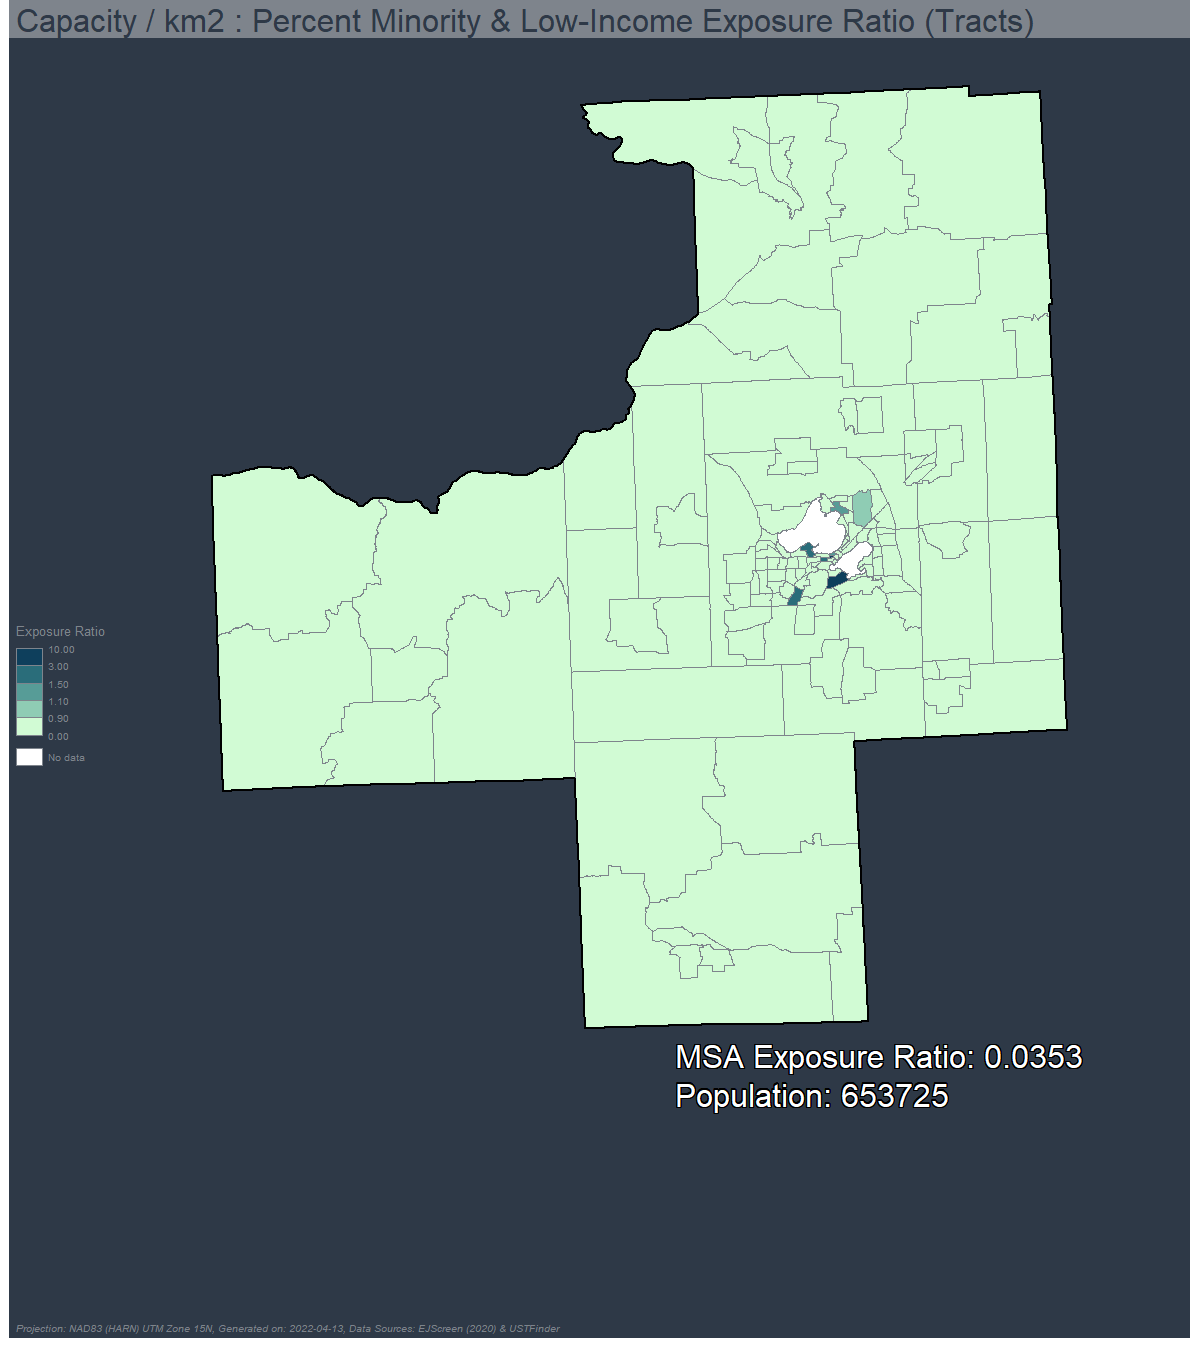 Capacity / km2 : Percent Minority & Low-Income Exposure Ratio (Tracts)
Exposure Ratio
10.00
3.00
1.50
1.10
0.90
0.00
No data
MSA Exposure Ratio: 0.0353
Population: 653725
Projection: NAD83 (HARN) UTM Zone 15N, Generated on: 2022-04-13, Data Sources: EJScreen (2020) & USTFinder